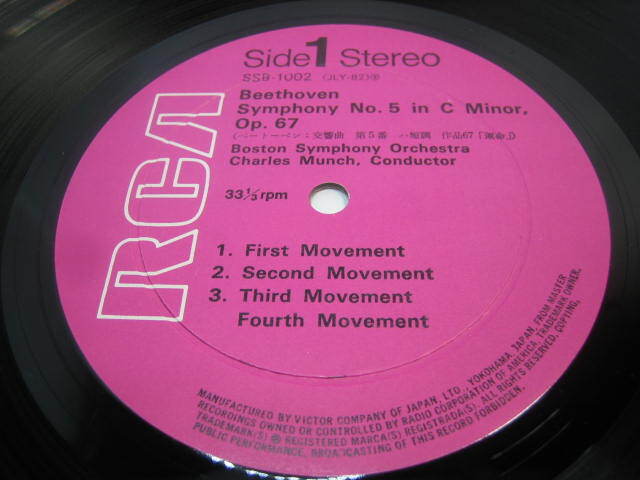 Side 1 Stereo
SSB-1002 (JLY-82)Ⓡ
RCA
Beethoven
Symphony No. 5 in C Minor,
Op. 67
(ベートーベン:交響曲 第5番 ハ短調 作品67「運命」)
Boston Symphony Orchestra
Charles Munch, Conductor
33⅓ rpm
1. First Movement
2. Second Movement
3. Third Movement
Fourth Movement
MANUFACTURED BY VICTOR COMPANY OF JAPAN, LTD., YOKOHAMA, JAPAN, FROM MASTER
RECORDINGS OWNED OR CONTROLLED BY RADIO CORPORATION OF AMERICA, TRADEMARK OWNER.
TRADEMARK(S) ® REGISTERED MARCA(S) REGISTRADA(S). ALL RIGHTS RESERVED, COPYING,
PUBLIC PERFORMANCE, BROADCASTING OF THIS RECORD FORBIDDEN.